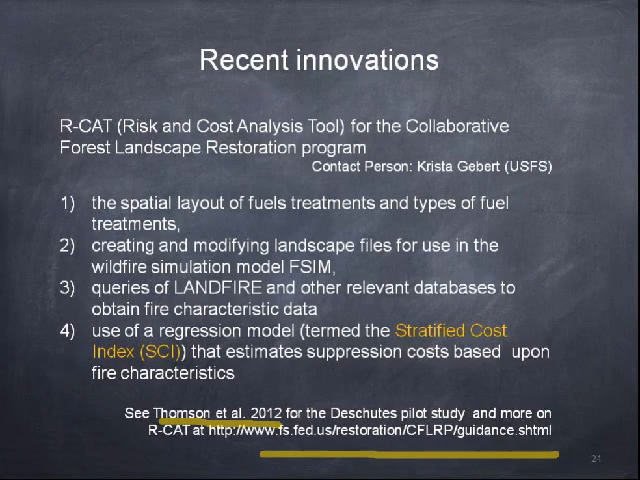 Recent innovations
R-CAT (Risk and Cost Analysis Tool) for the Collaborative
Forest Landscape Restoration program
Contact Person: Krista Gebert (USFS)
1) the spatial layout of fuels treatments and types of fuel
treatments,
2) creating and modifying landscape files for use in the
wildfire simulation model FSIM,
3) queries of LANDFIRE and other relevant databases to
obtain fire characteristic data
4) use of a regression model (termed the Stratified Cost
Index (SCI)) that estimates suppression costs based upon
fire characteristics
See Thomson et al. 2012 for the Deschutes pilot study and more on
R-CAT at http://www.fs.fed.us/restoration/CFLRP/guidance.shtml
24